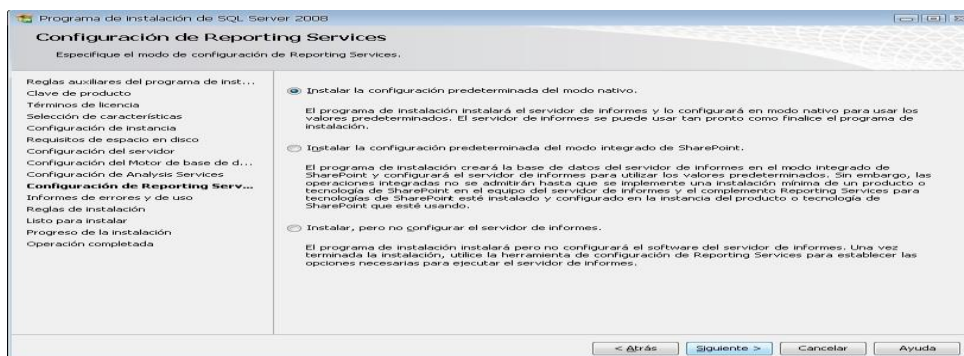 Programa de instalación de SQL Server 2008
Configuración de Reporting Services
Especifique el modo de configuración de Reporting Services.
Reglas auxiliares del programa de inst...
Clave de producto
Términos de licencia
Selección de características
Configuración de instancia
Requisitos de espacio en disco
Configuración del servidor
Configuración del Motor de base de d...
Configuración de Analysis Services
Configuración de Reporting Serv...
Informes de errores y de uso
Reglas de instalación
Listo para instalar
Progreso de la instalación
Operación completada
Instalar la configuración predeterminada del modo nativo.
El programa de instalación instalará el servidor de informes y lo configurará en modo nativo para usar los
valores predeterminados. El servidor de informes se puede usar tan pronto como finalice el programa de
instalación.
Instalar la configuración predeterminada del modo integrado de SharePoint.
El programa de instalación creará la base de datos del servidor de informes en el modo integrado de
SharePoint y configurará el servidor de informes para utilizar los valores predeterminados. Sin embargo, las
operaciones integradas no se admitirán hasta que se implemente una instalación mínima de un producto o
tecnología de SharePoint en el equipo del servidor de informes y el complemento Reporting Services para
tecnologías de SharePoint esté instalado y configurado en la instancia del producto o tecnología de
SharePoint que esté usando.
Instalar, pero no configurar el servidor de informes.
El programa de instalación instalará pero no configurará el software del servidor de informes. Una vez
terminada la instalación, utilice la herramienta de configuración de Reporting Services para establecer las
opciones necesarias para ejecutar el servidor de informes.
< Atrás
Siguiente >
Cancelar
Ayuda